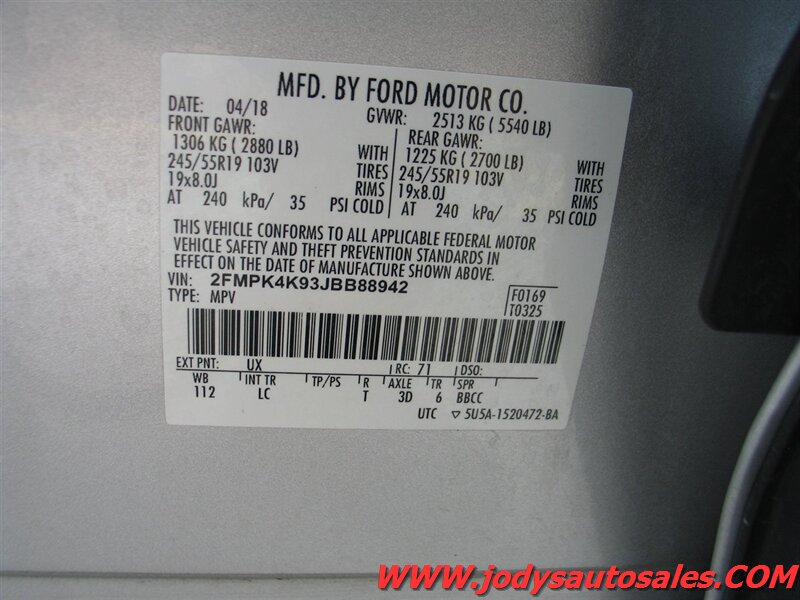 MFD. BY FORD MOTOR CO.
DATE: 04/18 GVWR: 2513 KG ( 5540 LB)
FRONT GAWR: REAR GAWR:
1306 KG ( 2880 LB) WITH 1225 KG ( 2700 LB) WITH
245/55R19 103V TIRES 245/55R19 103V TIRES
19x8.0J RIMS 19x8.0J RIMS
AT 240 kPa/ 35 PSI COLD AT 240 kPa/ 35 PSI COLD
THIS VEHICLE CONFORMS TO ALL APPLICABLE FEDERAL MOTOR
VEHICLE SAFETY AND THEFT PREVENTION STANDARDS IN
EFFECT ON THE DATE OF MANUFACTURE SHOWN ABOVE.
VIN: 2FMPK4K93JBB88942 F0169
TYPE: MPV T0325
EXT PNT: UX RC: 71 DSO:
WB INT TR TP/PS R AXLE TR SPR
112 LC T 3D 6 BBCC
UTC ▽ 5U5A-1520472-BA
www.jodysautosales.com